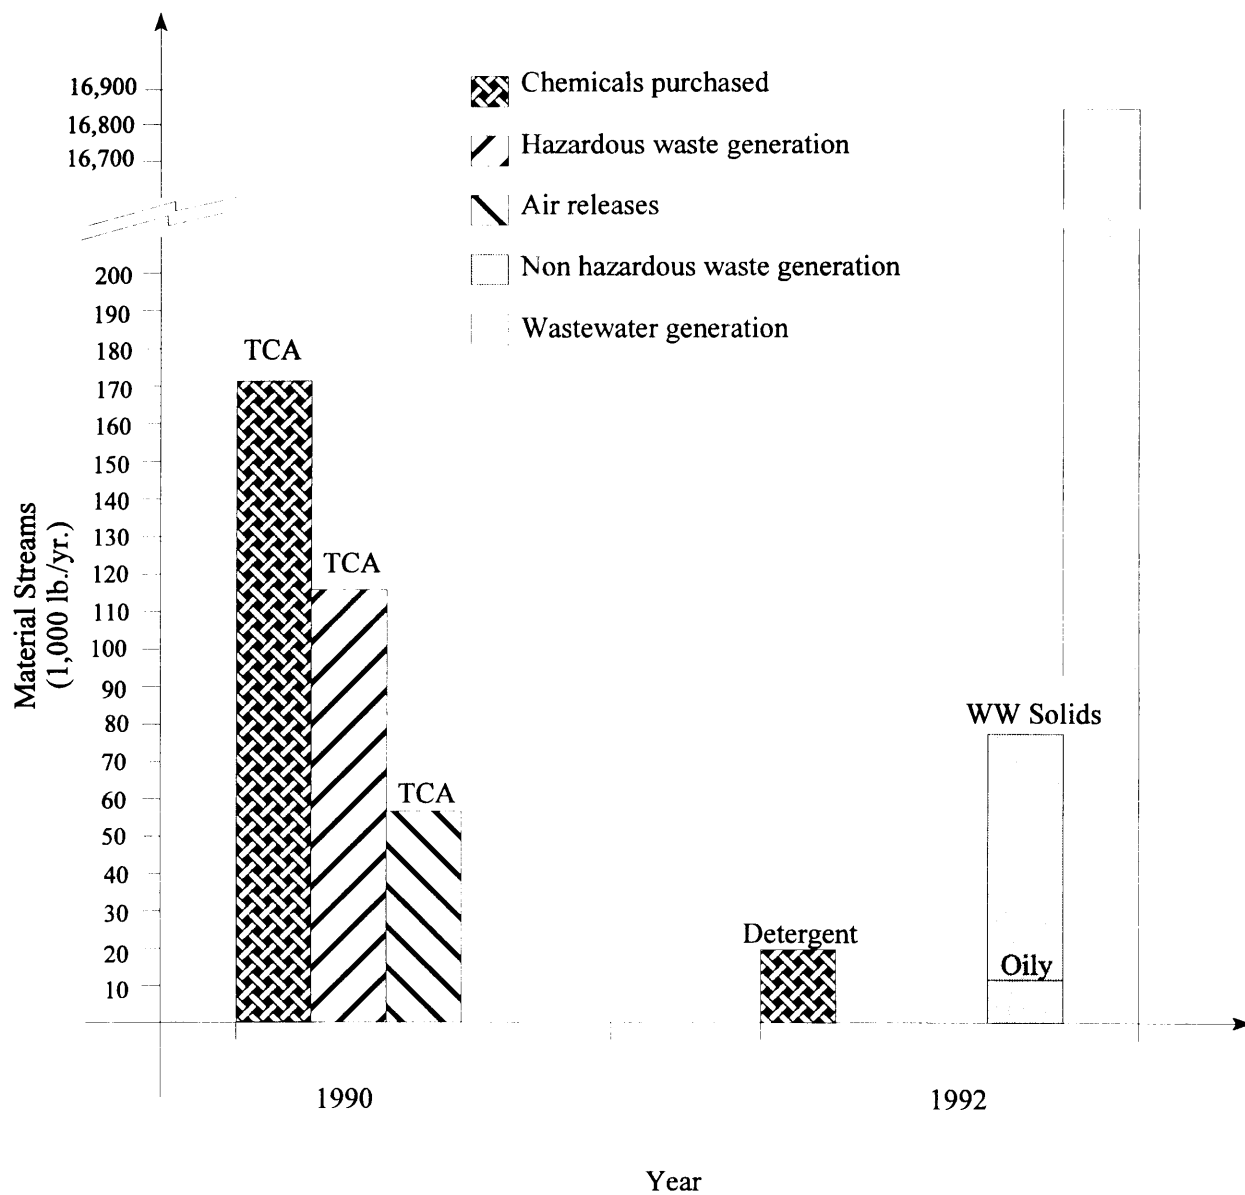 16,900
16,800
16,700
200
190
180
170
160
150
140
130
120
110
100
90
80
70
60
50
40
30
20
10
Material Streams
(1,000 lb./yr.)
Chemicals purchased
Hazardous waste generation
Air releases
Non hazardous waste generation
Wastewater generation
TCA
TCA
TCA
Detergent
WW Solids
Oily
1990
1992
Year